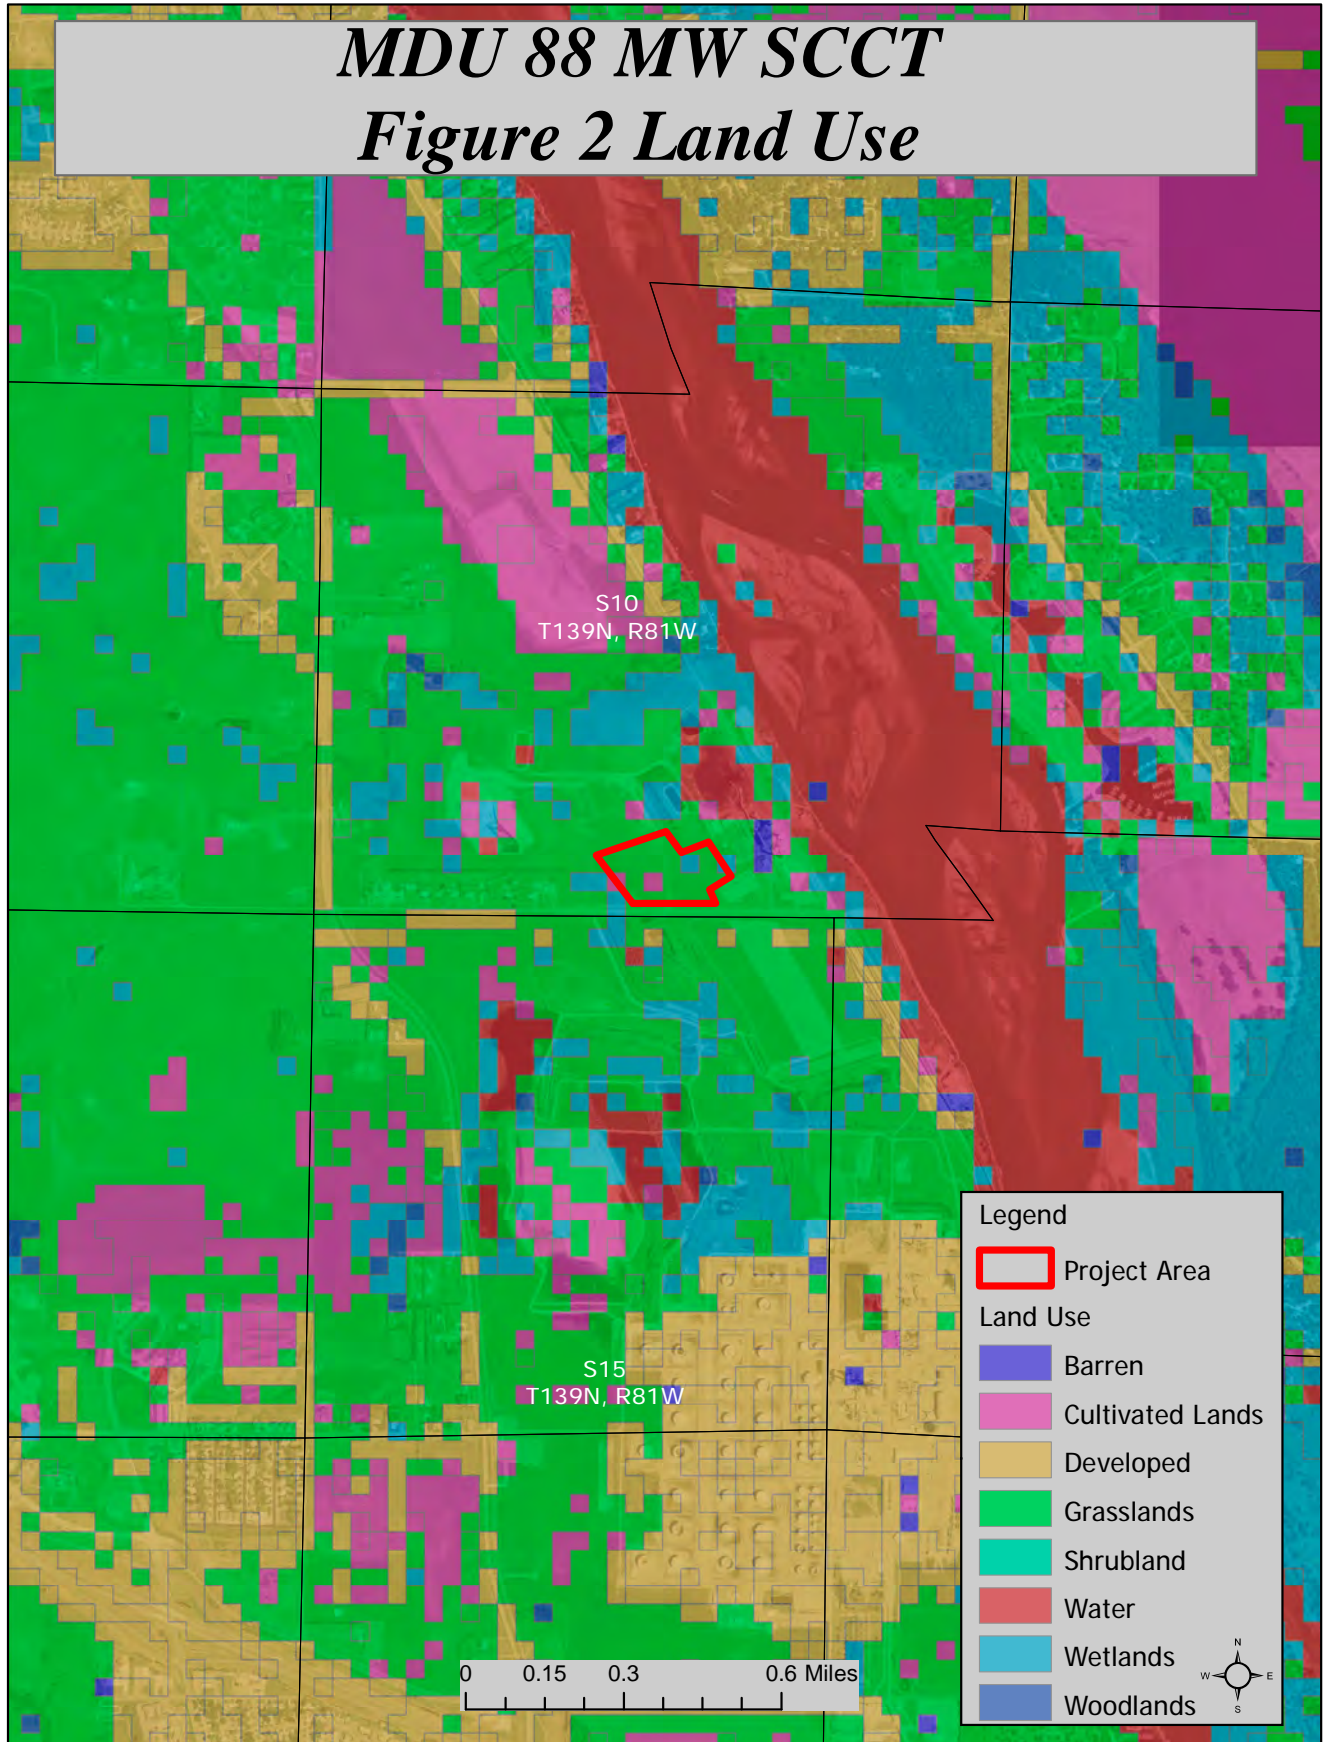 MDU 88 MW SCCT
Figure 2 Land Use
S10
T139N, R81W
S15
T139N, R81W
Legend
Project Area
Land Use
Barren
Cultivated Lands
Developed
Grasslands
Shrubland
Water
Wetlands
Woodlands
N
W E
S
0 0.15 0.3 0.6 Miles